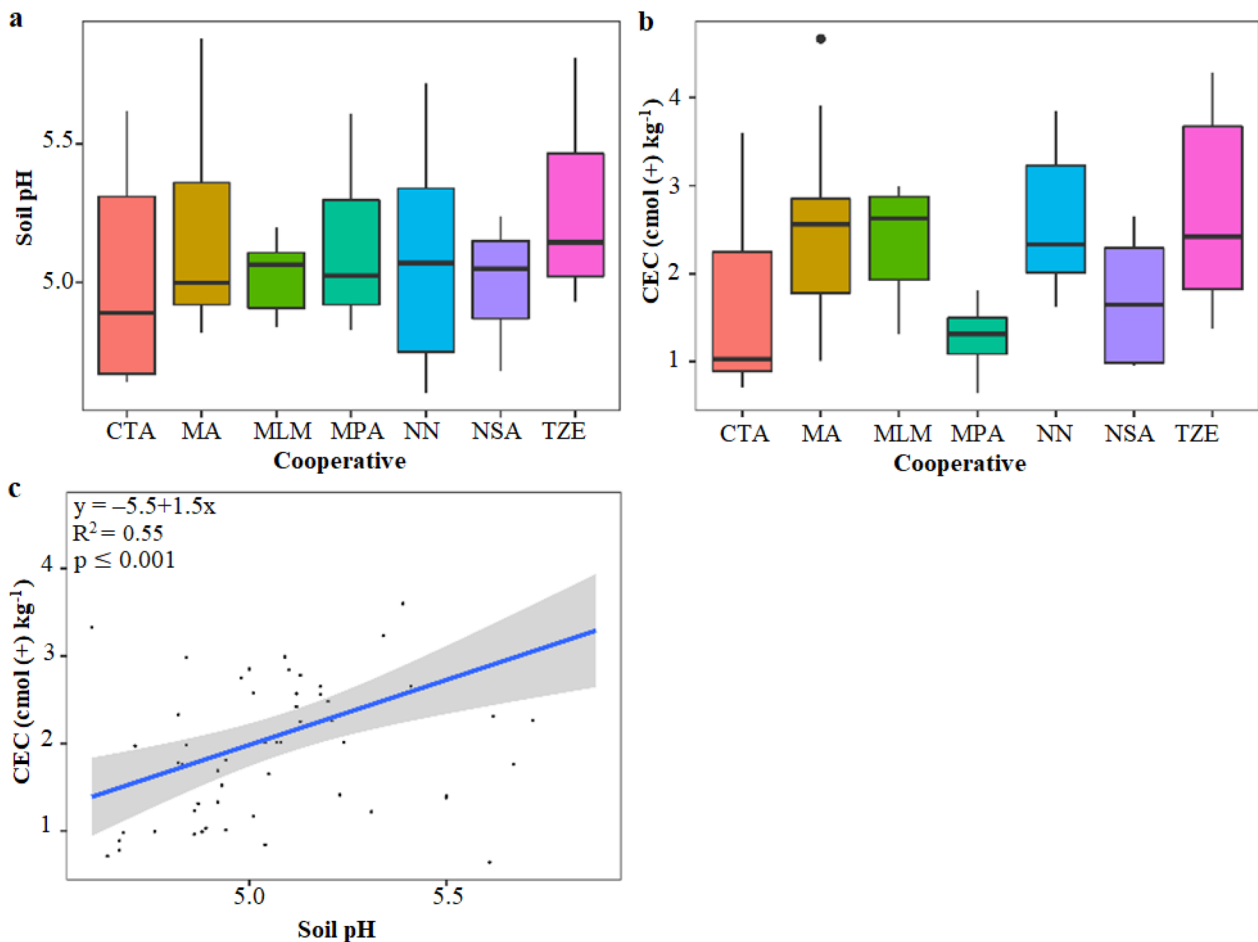 a
Soil pH
5.5
5.0
CTA MA MLM MPA NN NSA TZE
Cooperative
b
CEC (cmol (+) kg⁻¹)
4
3
2
1
CTA MA MLM MPA NN NSA TZE
Cooperative
c
y = –5.5+1.5x
R² = 0.55
p ≤ 0.001
CEC (cmol (+) kg⁻¹)
4
3
2
1
5.0 5.5
Soil pH